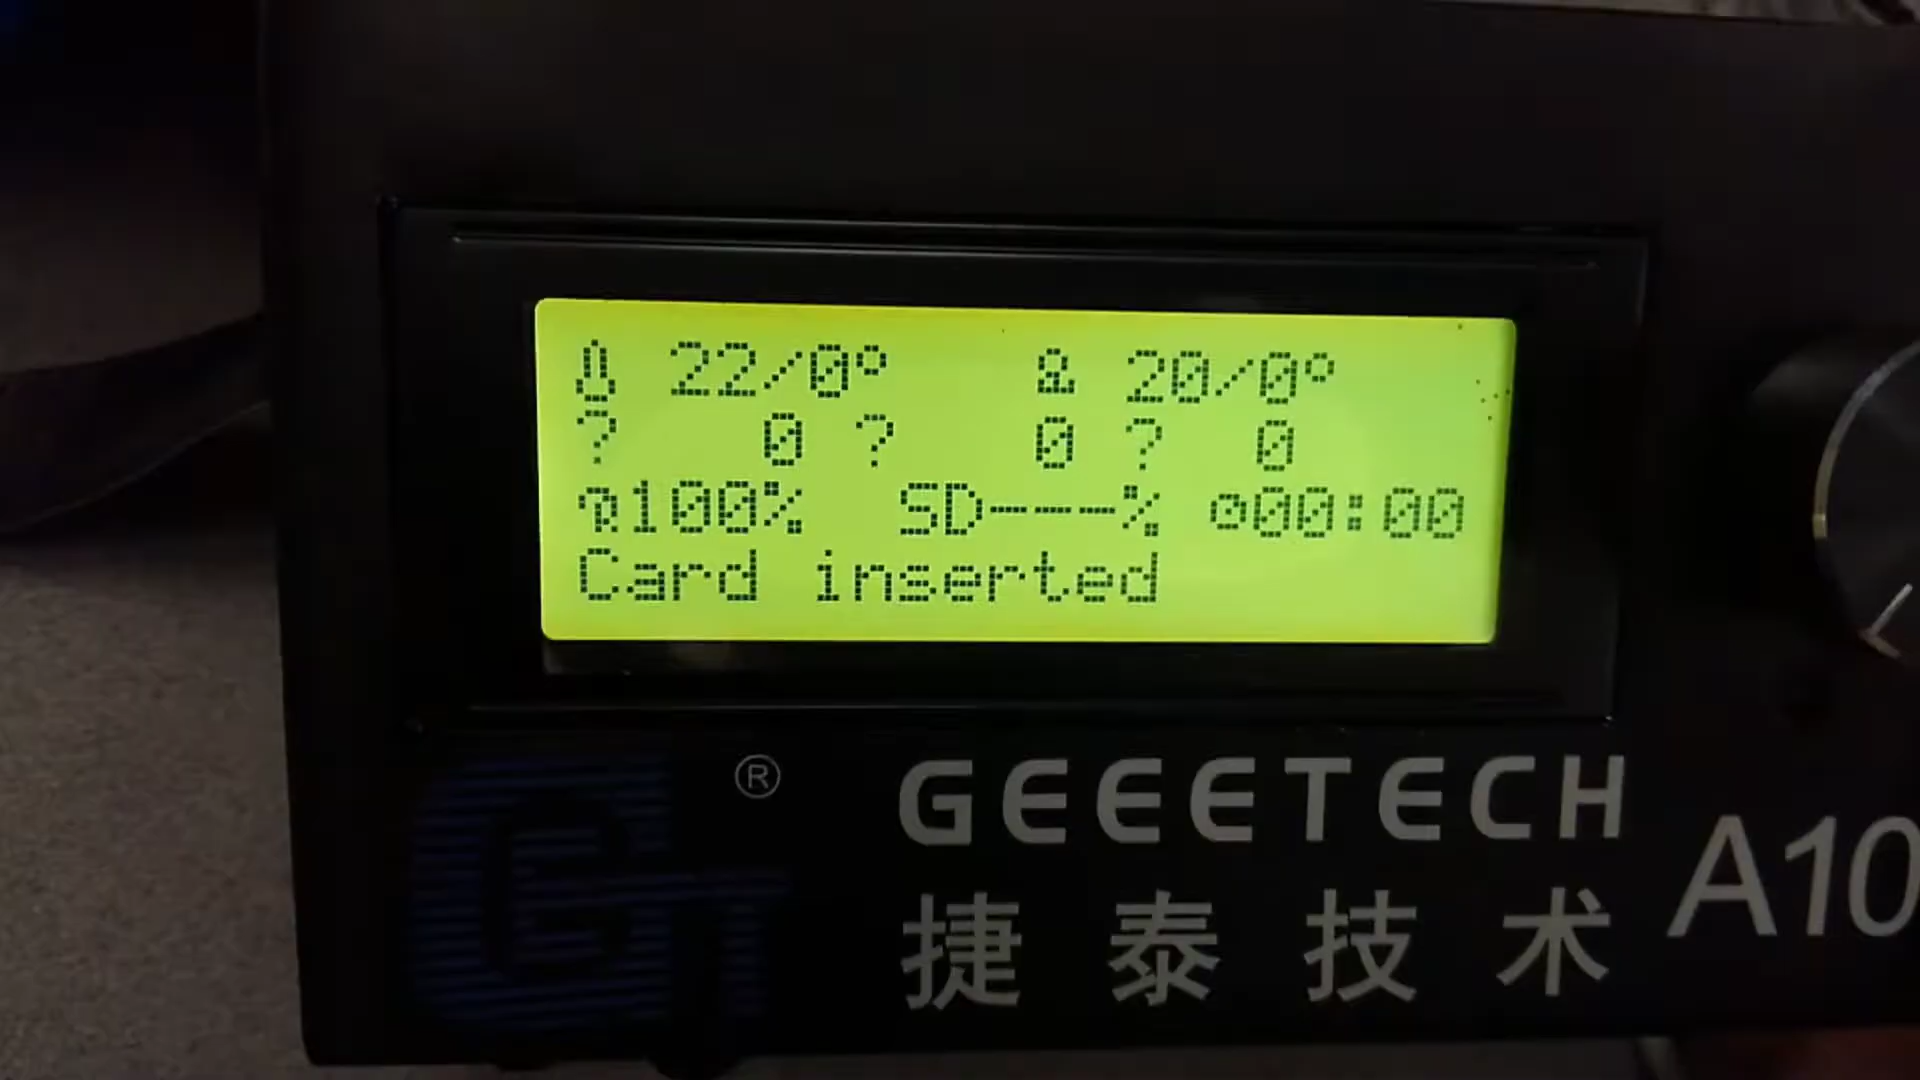 22/0° & 20/0°
? 0 ? 0 ? 0
100% SD---% 00:00
Card inserted
® GEEETECH
捷泰技术 A10